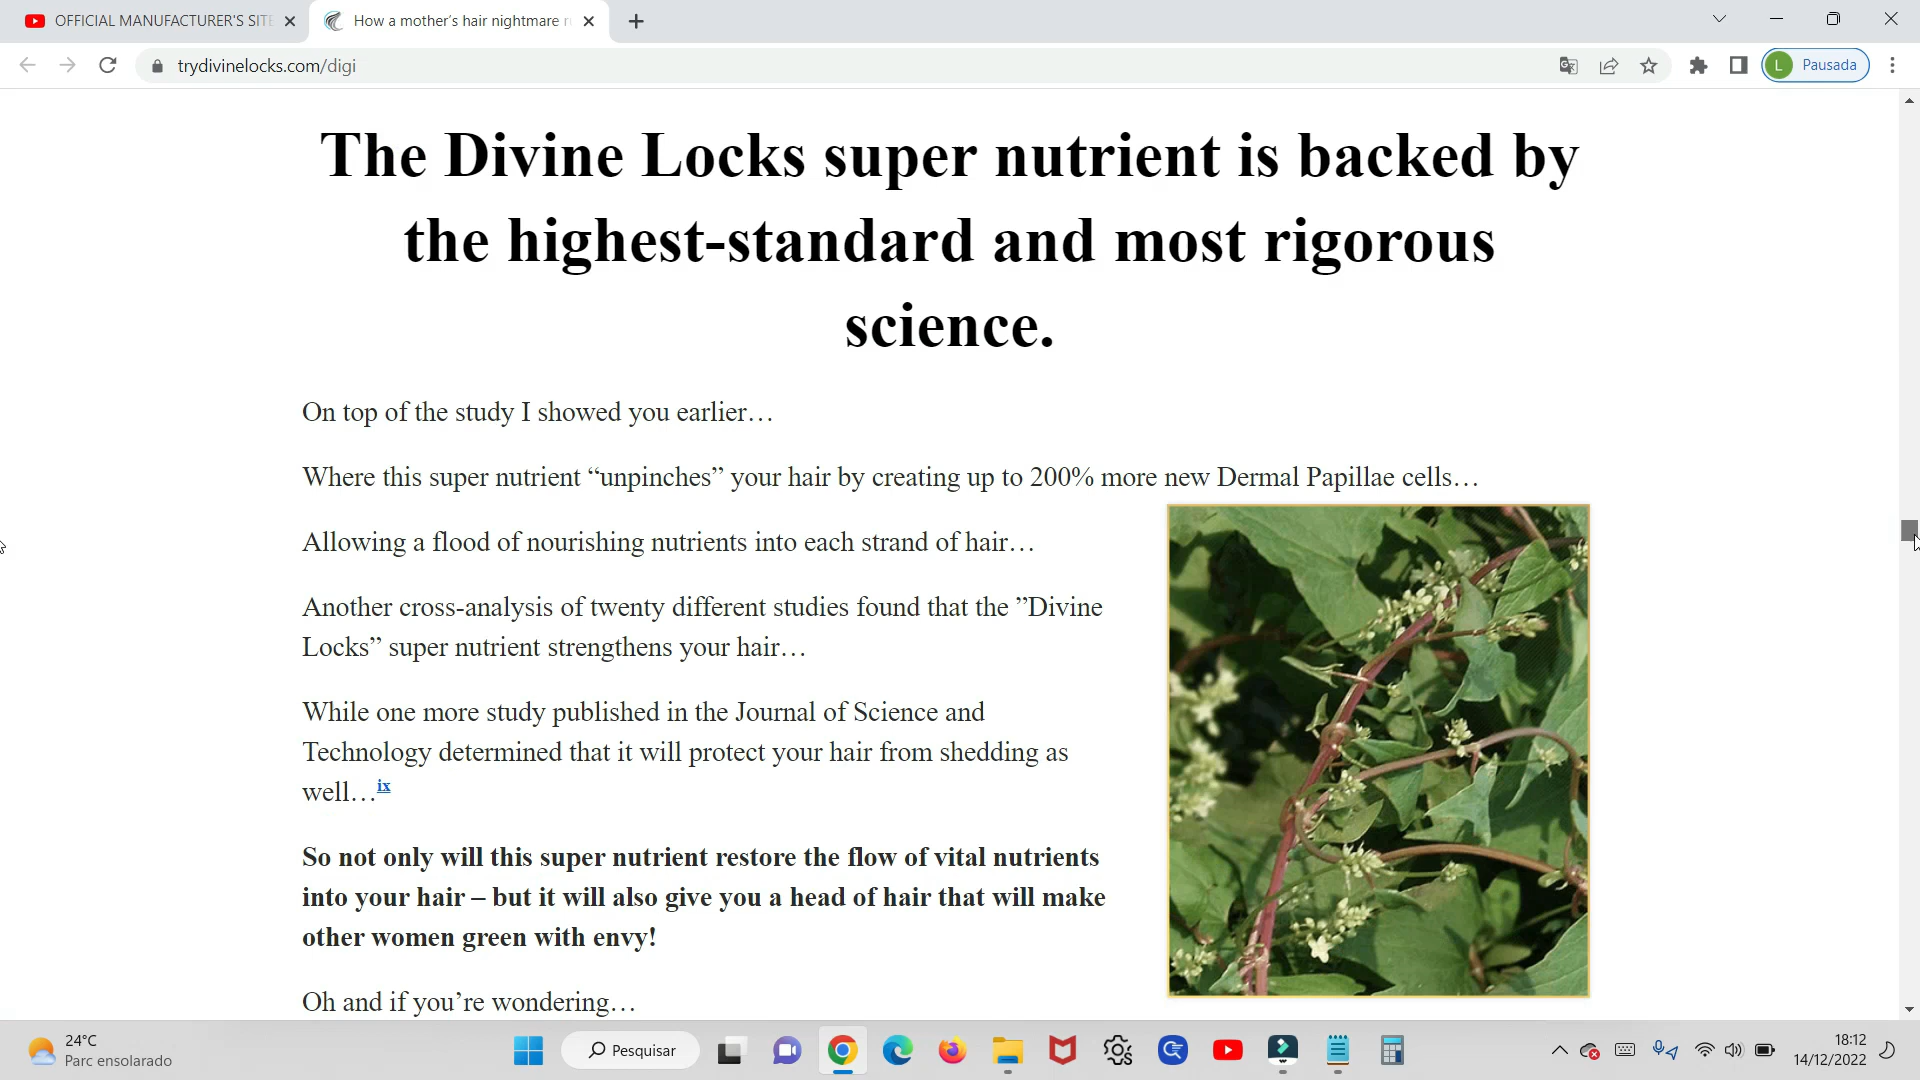 OFFICIAL MANUFACTURER'S SITE
How a mother's hair nightmare
trydivinelocks.com/digi
L Pausada
The Divine Locks super nutrient is backed by
the highest-standard and most rigorous
science.
On top of the study I showed you earlier…
Where this super nutrient “unpinches” your hair by creating up to 200% more new Dermal Papillae cells…
Allowing a flood of nourishing nutrients into each strand of hair…
Another cross-analysis of twenty different studies found that the ”Divine
Locks” super nutrient strengthens your hair…
While one more study published in the Journal of Science and
Technology determined that it will protect your hair from shedding as
well…ix
So not only will this super nutrient restore the flow of vital nutrients
into your hair – but it will also give you a head of hair that will make
other women green with envy!
Oh and if you’re wondering…
24°C
Parc ensolarado
Pesquisar
18:12
14/12/2022